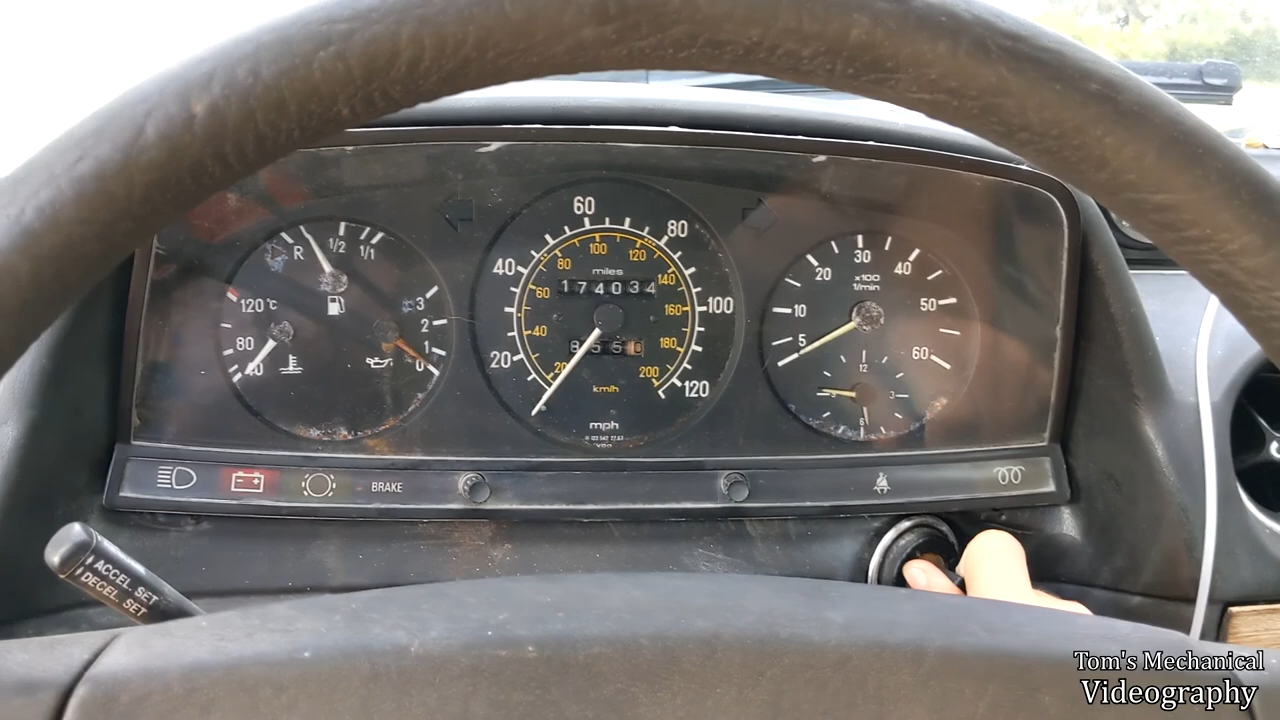 R 1/2 1/1
120 °C
80
40
3
2
1
0
60
40 80
20 100
120
80 100 120
60 140
40 160
20 180
200
miles
174034
8550
km/h
mph
20 30 40
x100
1/min
10 50
5 60
12
3
6
BRAKE
ACCEL. SET
DECEL. SET
Tom's Mechanical
Videography